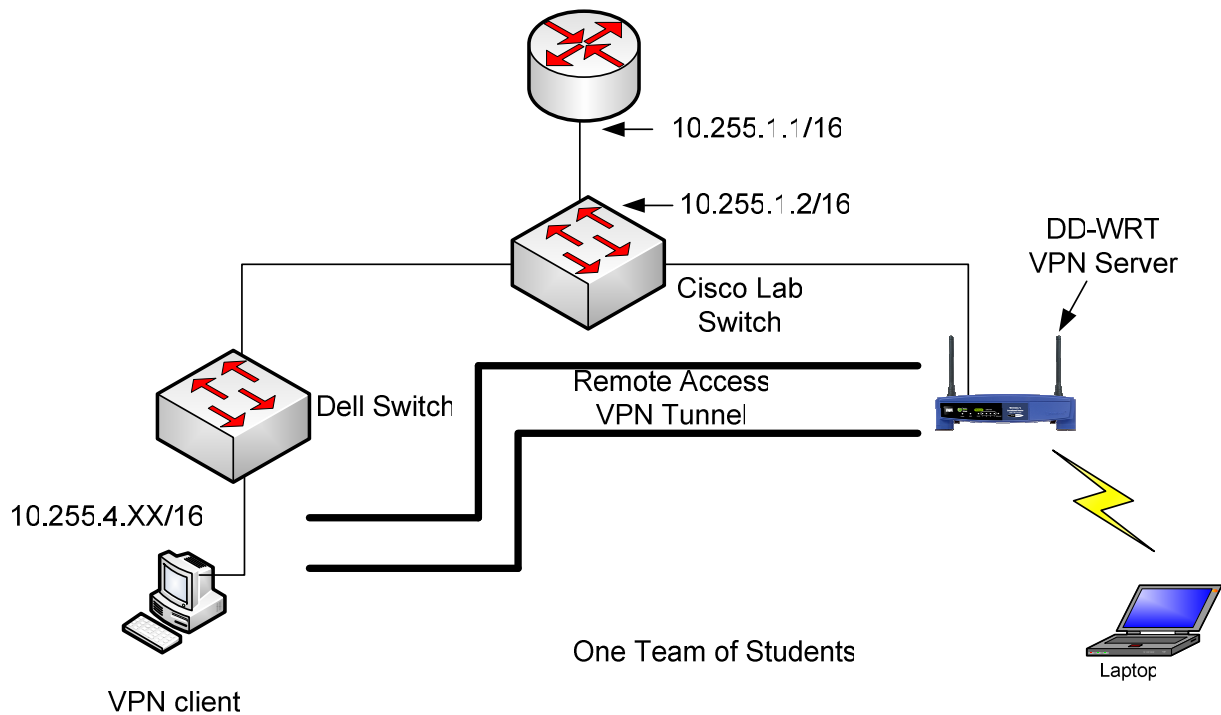 10.255.1.1/16
10.255.1.2/16
DD-WRT
VPN Server
Cisco Lab
Switch
Dell Switch
Remote Access
VPN Tunnel
10.255.4.XX/16
One Team of Students
Laptop
VPN client